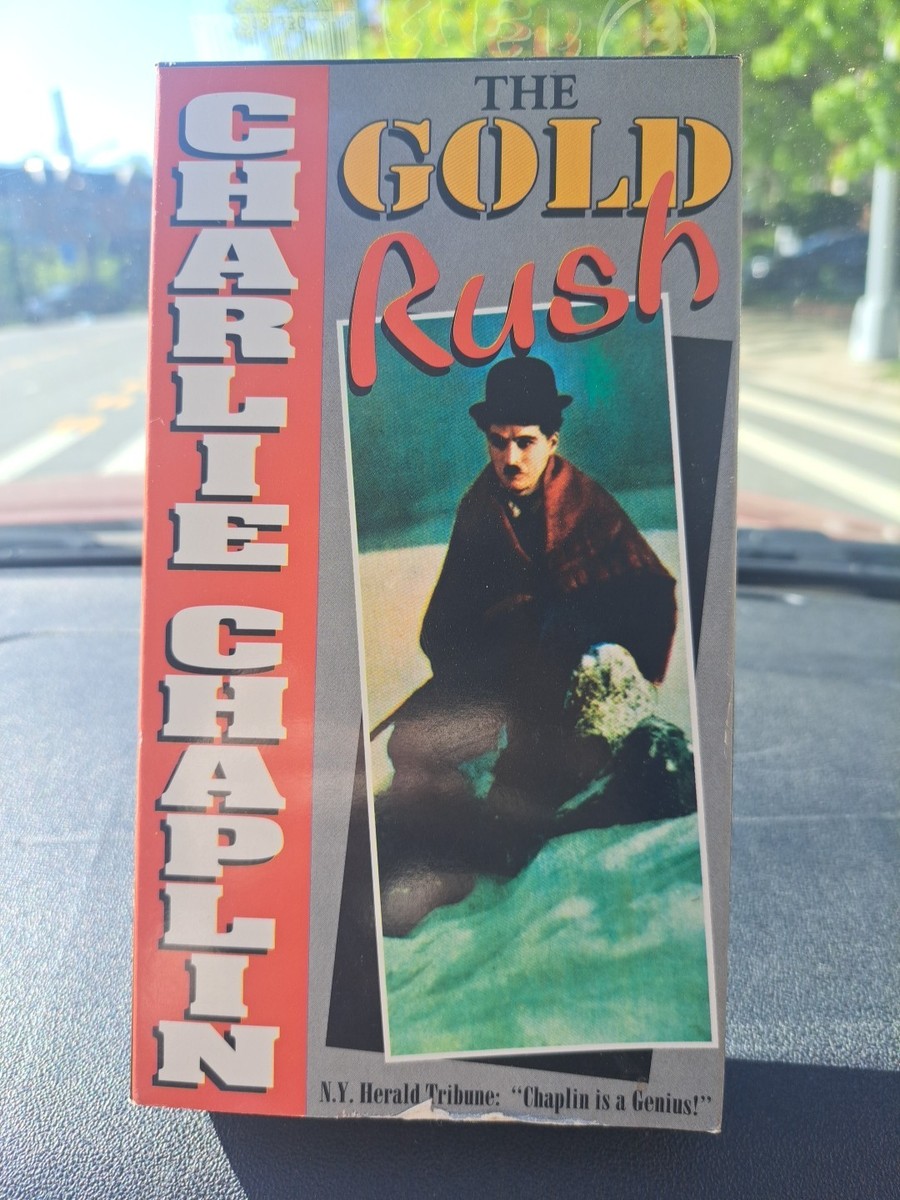 CHARLIE CHAPLIN
THE
GOLD
Rush
N.Y. Herald Tribune: "Chaplin is a Genius!"